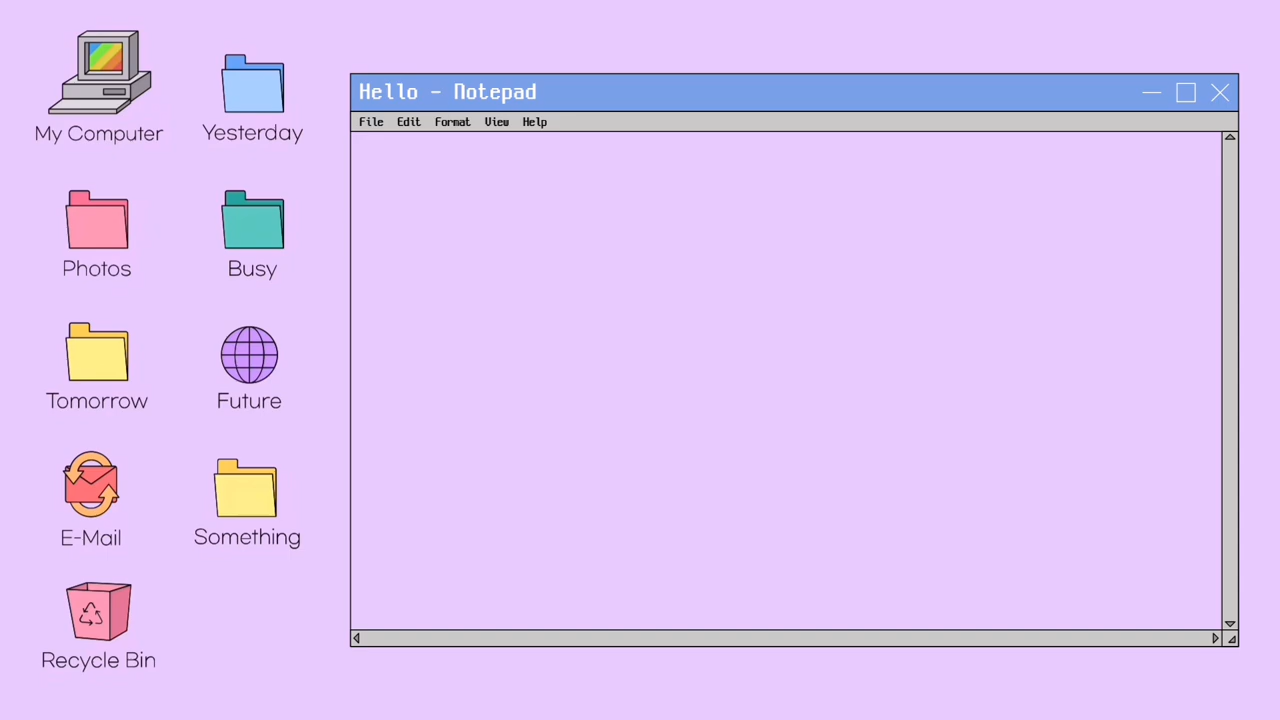 My Computer
Yesterday
Photos
Busy
Tomorrow
Future
E-Mail
Something
Recycle Bin
Hello - Notepad
File Edit Format View Help